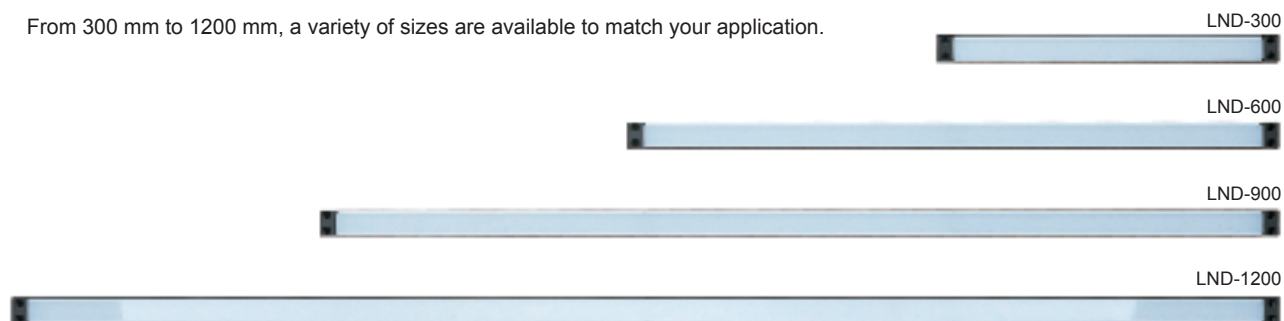 From 300 mm to 1200 mm, a variety of sizes are available to match your application.
LND-300
LND-600
LND-900
LND-1200